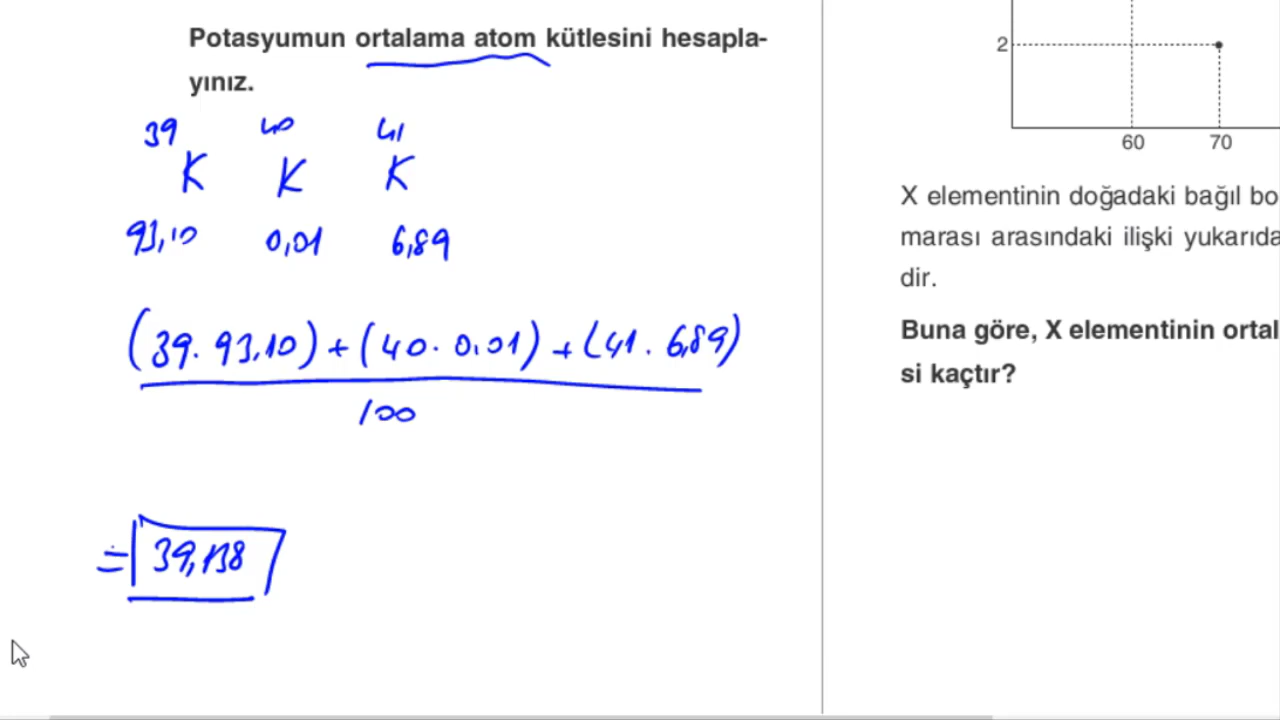 Potasyumun ortalama atom kütlesini hesapla-
yınız.
39 40 41
K K K
93,10 0,01 6,89
(39. 93,10) + (40. 0,01) + (41. 6,89)
100
= 39,138
2
60 70
X elementinin doğadaki bağıl bo
marası arasındaki ilişki yukarıda
dir.
Buna göre, X elementinin ortal
si kaçtır?